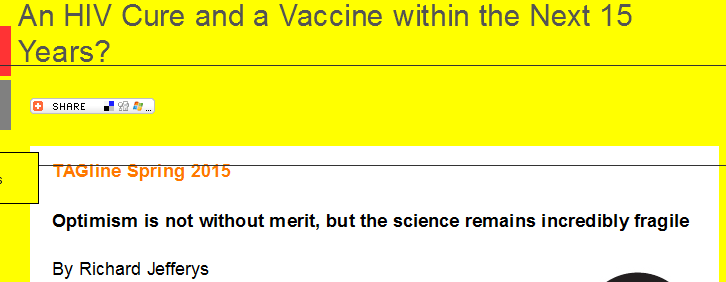 An HIV Cure and a Vaccine within the Next 15
Years?
SHARE
s
TAGline Spring 2015
Optimism is not without merit, but the science remains incredibly fragile
By Richard Jefferys